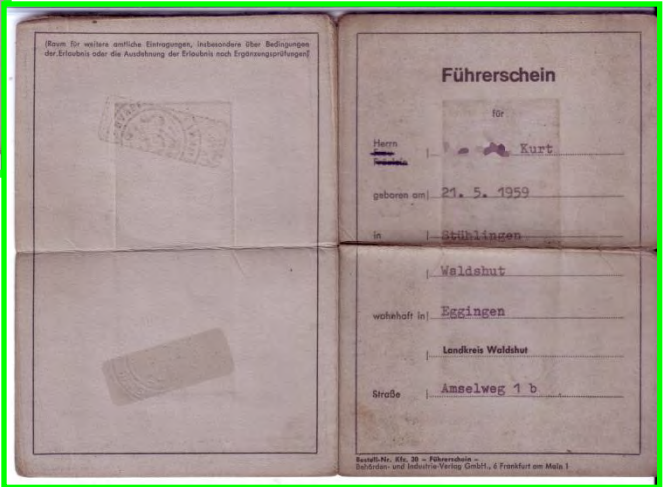 (Raum für weitere amtliche Eintragungen, insbesondere über Bedingungen
der Erlaubnis oder die Ausdehnung der Erlaubnis nach Ergänzungsprüfungen)
Führerschein
für
Herrn
Kurt
geboren am 21. 5. 1959
in Stühlingen
Waldshut
wohnhaft in Eggingen
Landkreis Waldshut
Straße Amselweg 1 b
Bestell-Nr. Kfz. 30 – Führerschein –
Behörden- und Industrie-Verlag GmbH., 6 Frankfurt am Main 1